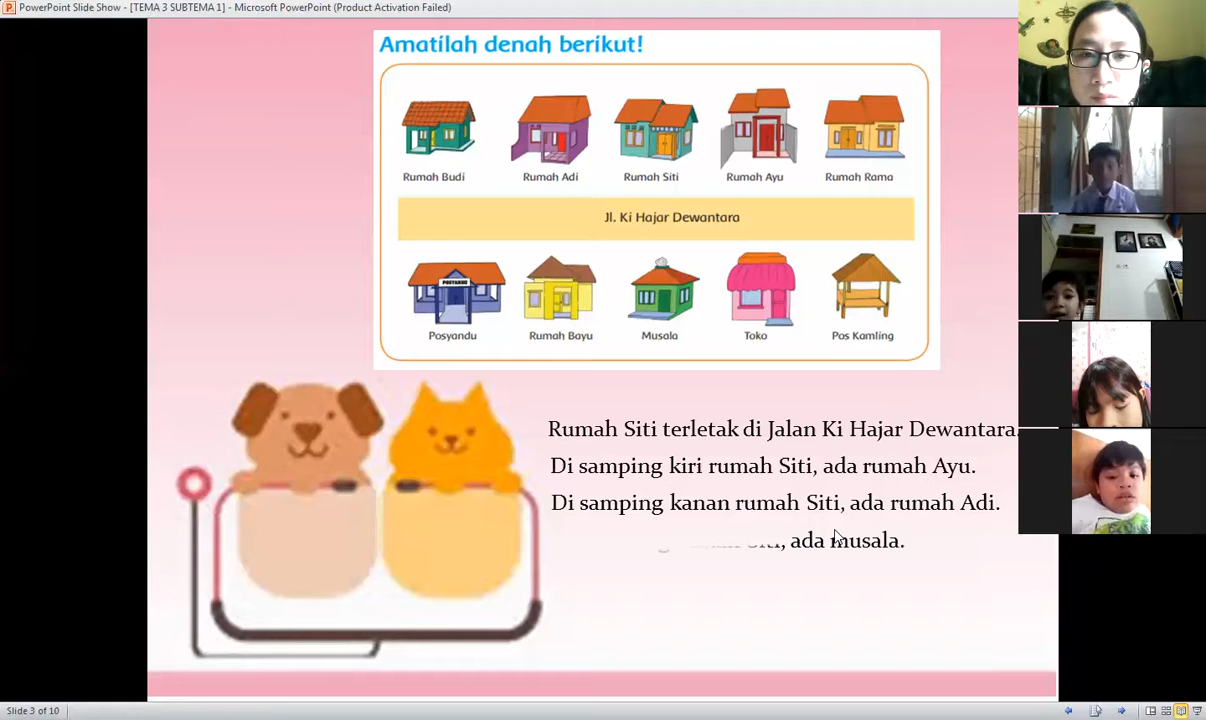 PowerPoint Slide Show - [TEMA 3 SUBTEMA 1] - Microsoft PowerPoint (Product Activation Failed)
Amatilah denah berikut!
Rumah Budi Rumah Adi Rumah Siti Rumah Ayu Rumah Rama
Jl. Ki Hajar Dewantara
POSYANDU
Posyandu Rumah Bayu Musala Toko Pos Kamling
Rumah Siti terletak di Jalan Ki Hajar Dewantara.
Di samping kiri rumah Siti, ada rumah Ayu.
Di samping kanan rumah Siti, ada rumah Adi.
Siti, ada musala.
Slide 3 of 10